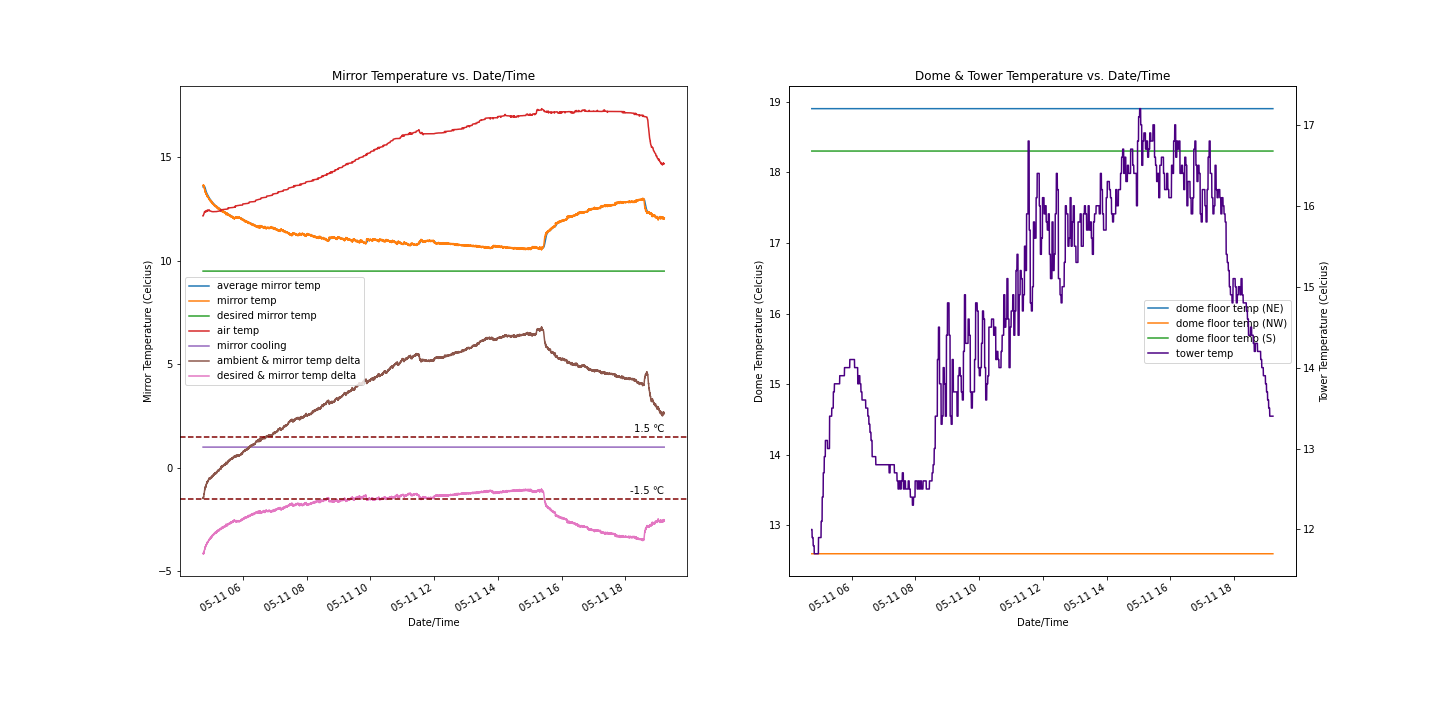 Mirror Temperature vs. Date/Time
Mirror Temperature (Celcius)
15
10
5
0
−5
average mirror temp
mirror temp
desired mirror temp
air temp
mirror cooling
ambient & mirror temp delta
desired & mirror temp delta
1.5 °C
-1.5 °C
05-11 06
05-11 08
05-11 10
05-11 12
05-11 14
05-11 16
05-11 18
Date/Time
Dome & Tower Temperature vs. Date/Time
Dome Temperature (Celcius)
19
18
17
16
15
14
13
dome floor temp (NE)
dome floor temp (NW)
dome floor temp (S)
tower temp
17
16
15
14
13
12
Tower Temperature (Celcius)
05-11 06
05-11 08
05-11 10
05-11 12
05-11 14
05-11 16
05-11 18
Date/Time